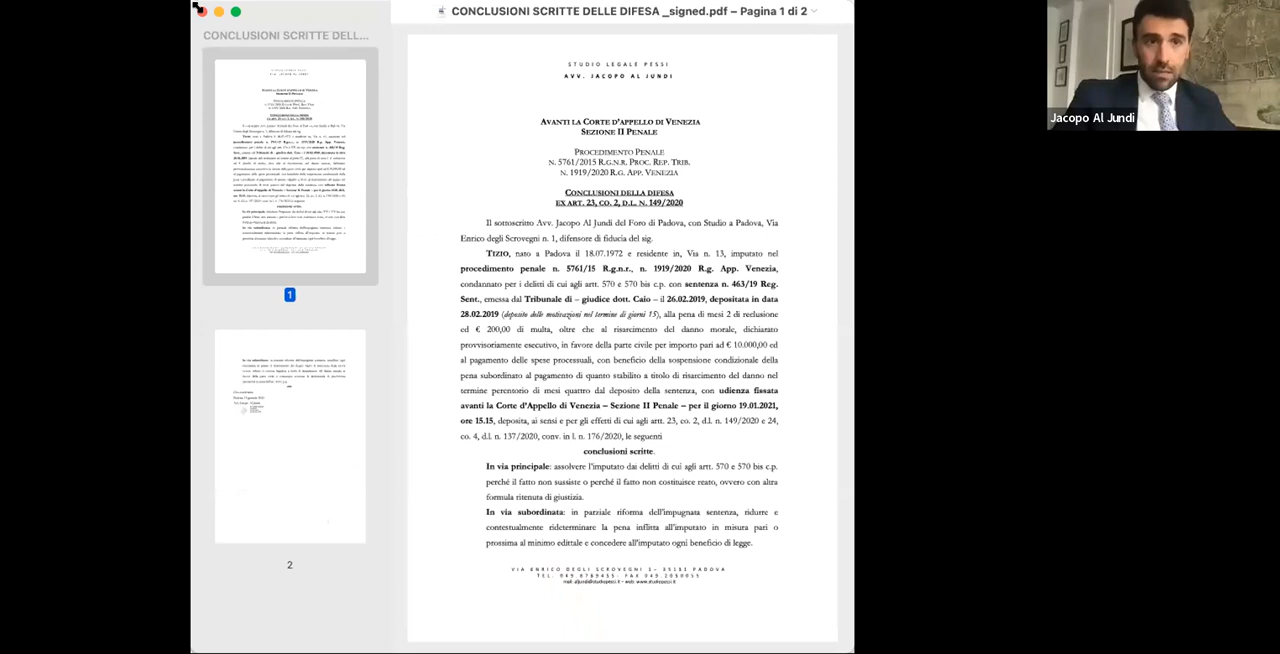 CONCLUSIONI SCRITTE DELLE DIFESA _signed.pdf – Pagina 1 di 2
CONCLUSIONI SCRITTE DELL...
1
2
Jacopo Al Jundi
STUDIO LEGALE PESSI
AVV. JACOPO AL JUNDI
AVANTI LA CORTE D'APPELLO DI VENEZIA
SEZIONE II PENALE
PROCEDIMENTO PENALE
N. 5761/2015 R.G.N.R. PROC. REP. TRIB.
N. 1919/2020 R.G. APP. VENEZIA
CONCLUSIONI DELLA DIFESA
EX ART. 23, CO. 2, D.L. N. 149/2020
Il sottoscritto Avv. Jacopo Al Jundi del Foro di Padova, con Studio a Padova, Via
Enrico degli Scrovegni n. 1, difensore di fiducia del sig.
TIZIO, nato a Padova il 18.07.1972 e residente in, Via n. 13, imputato nel
procedimento penale n. 5761/15 R.g.n.r., n. 1919/2020 R.g. App. Venezia,
condannato per i delitti di cui agli artt. 570 e 570 bis c.p. con sentenza n. 463/19 Reg.
Sent., emessa dal Tribunale di – giudice dott. Caio – il 26.02.2019, depositata in data
28.02.2019 (deposito delle motivazioni nel termine di giorni 15), alla pena di mesi 2 di reclusione
ed € 200,00 di multa, oltre che al risarcimento del danno morale, dichiarato
provvisoriamente esecutivo, in favore della parte civile per importo pari ad € 10.000,00 ed
al pagamento delle spese processuali, con beneficio della sospensione condizionale della
pena subordinato al pagamento di quanto stabilito a titolo di risarcimento del danno nel
termine perentorio di mesi quattro dal deposito della sentenza, con udienza fissata
avanti la Corte d'Appello di Venezia – Sezione II Penale – per il giorno 19.01.2021,
ore 15.15, deposita, ai sensi e per gli effetti di cui agli artt. 23, co. 2, d.l. n. 149/2020 e 24,
co. 4, d.l. n. 137/2020, conv. in l. n. 176/2020, le seguenti
conclusioni scritte.
In via principale: assolvere l'imputato dai delitti di cui agli artt. 570 e 570 bis c.p.
perché il fatto non sussiste o perché il fatto non costituisce reato, ovvero con altra
formula ritenuta di giustizia.
In via subordinata: in parziale riforma dell'impugnata sentenza, ridurre e
contestualmente rideterminare la pena inflitta all'imputato in misura pari o
prossima al minimo edittale e concedere all'imputato ogni beneficio di legge.
VIA ENRICO DEGLI SCROVEGNI 1– 35131 PADOVA
TEL. 049.8789455- FAX 049.2050055
mail: aljundi@studiopessi.it – web: www.studiopessi.it